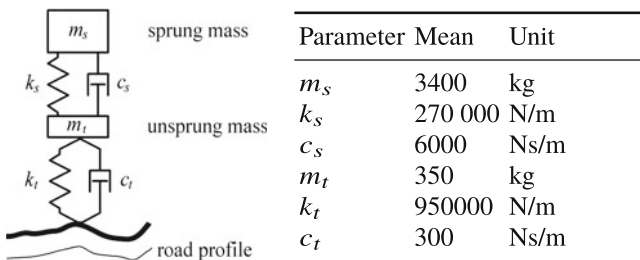 m_s sprung mass
k_s c_s
m_t unsprung mass
k_t c_t
road profile
Parameter Mean Unit
m_s 3400 kg
k_s 270 000 N/m
c_s 6000 Ns/m
m_t 350 kg
k_t 950000 N/m
c_t 300 Ns/m